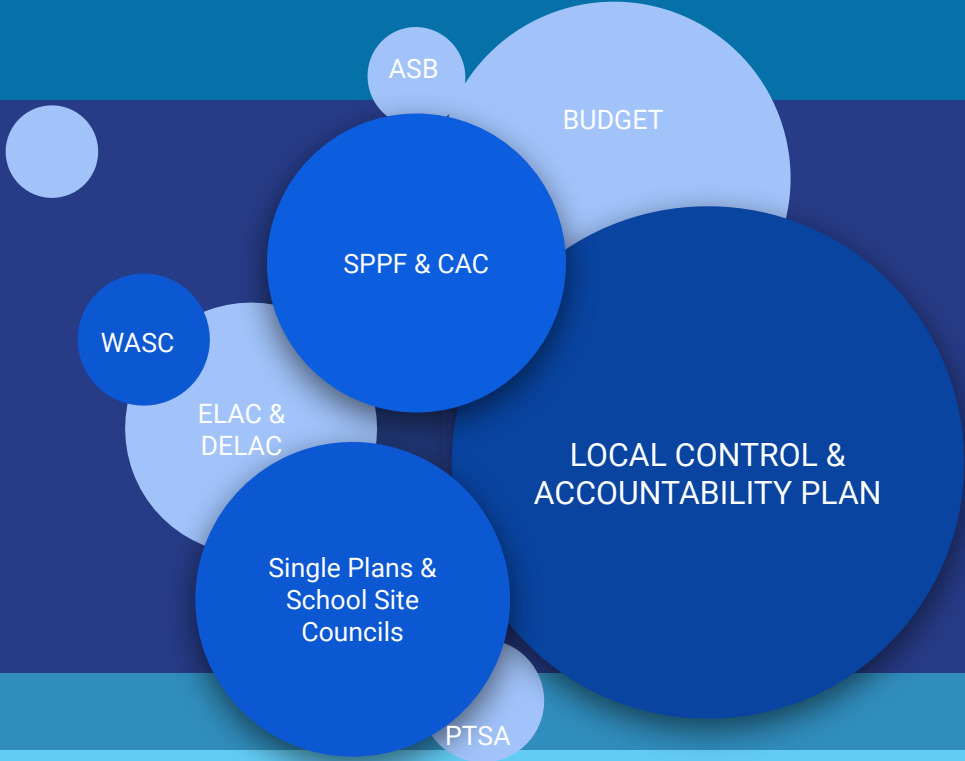 ASB
BUDGET
SPPF & CAC
WASC
ELAC &
DELAC
LOCAL CONTROL &
ACCOUNTABILITY PLAN
Single Plans &
School Site
Councils
PTSA